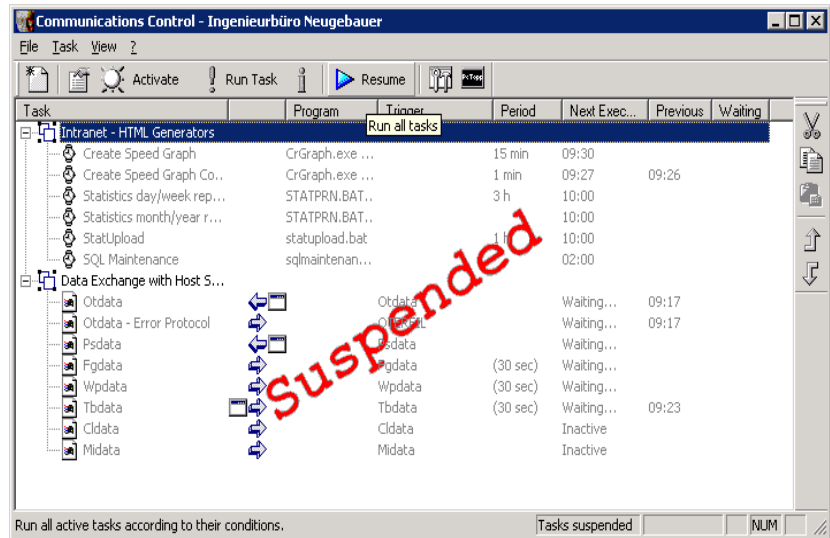 Communications Control - Ingenieurbüro Neugebauer
File Task View ?
Activate Run Task Resume PcTopp
Task Program Trigger Period Next Exec... Previous Waiting
Run all tasks
Intranet - HTML Generators
Create Speed Graph CrGraph.exe ... 15 min 09:30
Create Speed Graph Co.. CrGraph.exe ... 1 min 09:27 09:26
Statistics day/week rep... STATPRN.BAT.. 3 h 10:00
Statistics month/year r... STATPRN.BAT.. 10:00
StatUpload statupload.bat 1 h 10:00
SQL Maintenance sqlmaintenan... 02:00
Data Exchange with Host S...
Otdata Otdata Waiting... 09:17
Otdata - Error Protocol Waiting... 09:17
Psdata Psdata Waiting...
Fgdata Fgdata (30 sec) Waiting...
Wpdata Wpdata (30 sec) Waiting...
Tbdata Tbdata (30 sec) Waiting... 09:23
Cldata Cldata Inactive
Midata Midata Inactive
Suspended
Run all active tasks according to their conditions. Tasks suspended NUM